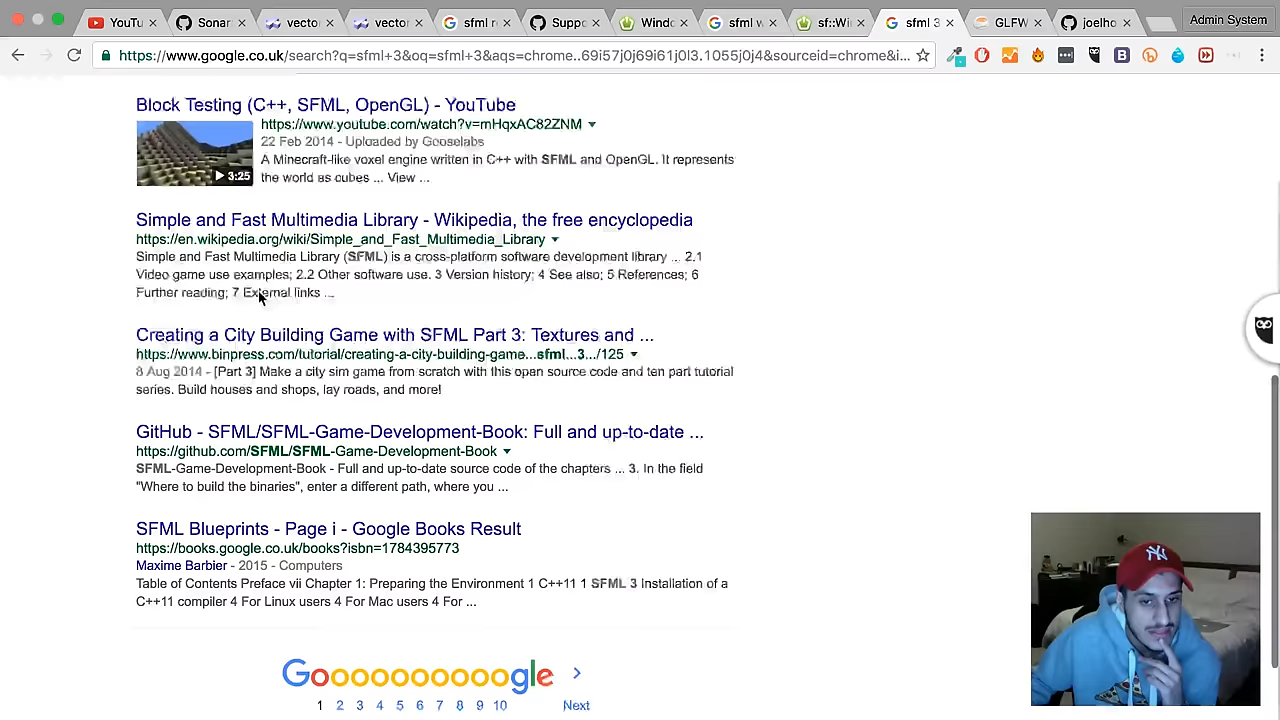 YouTu
Sonar
vector
vector
sfml r
Suppo
Windo
sfml w
sf::Wi
sfml 3
GLFW
joelho
Admin System
https://www.google.co.uk/search?q=sfml+3&oq=sfml+3&aqs=chrome..69i57j0j69i61j0l3.1055j0j4&sourceid=chrome&i...
Block Testing (C++, SFML, OpenGL) - YouTube
https://www.youtube.com/watch?v=mHqxAC82ZNM
22 Feb 2014 - Uploaded by Gooselabs
A Minecraft-like voxel engine written in C++ with SFML and OpenGL. It represents
the world as cubes ... View ...
3:25
Simple and Fast Multimedia Library - Wikipedia, the free encyclopedia
https://en.wikipedia.org/wiki/Simple_and_Fast_Multimedia_Library
Simple and Fast Multimedia Library (SFML) is a cross-platform software development library ... 2.1
Video game use examples; 2.2 Other software use. 3 Version history; 4 See also; 5 References; 6
Further reading; 7 External links ...
Creating a City Building Game with SFML Part 3: Textures and ...
https://www.binpress.com/tutorial/creating-a-city-building-game...sfml...3.../125
8 Aug 2014 - [Part 3] Make a city sim game from scratch with this open source code and ten part tutorial
series. Build houses and shops, lay roads, and more!
GitHub - SFML/SFML-Game-Development-Book: Full and up-to-date ...
https://github.com/SFML/SFML-Game-Development-Book
SFML-Game-Development-Book - Full and up-to-date source code of the chapters ... 3. In the field
"Where to build the binaries", enter a different path, where you ...
SFML Blueprints - Page i - Google Books Result
https://books.google.co.uk/books?isbn=1784395773
Maxime Barbier - 2015 - Computers
Table of Contents Preface vii Chapter 1: Preparing the Environment 1 C++11 1 SFML 3 Installation of a
C++11 compiler 4 For Linux users 4 For Mac users 4 For ...
Goooooooooogle
1 2 3 4 5 6 7 8 9 10 Next